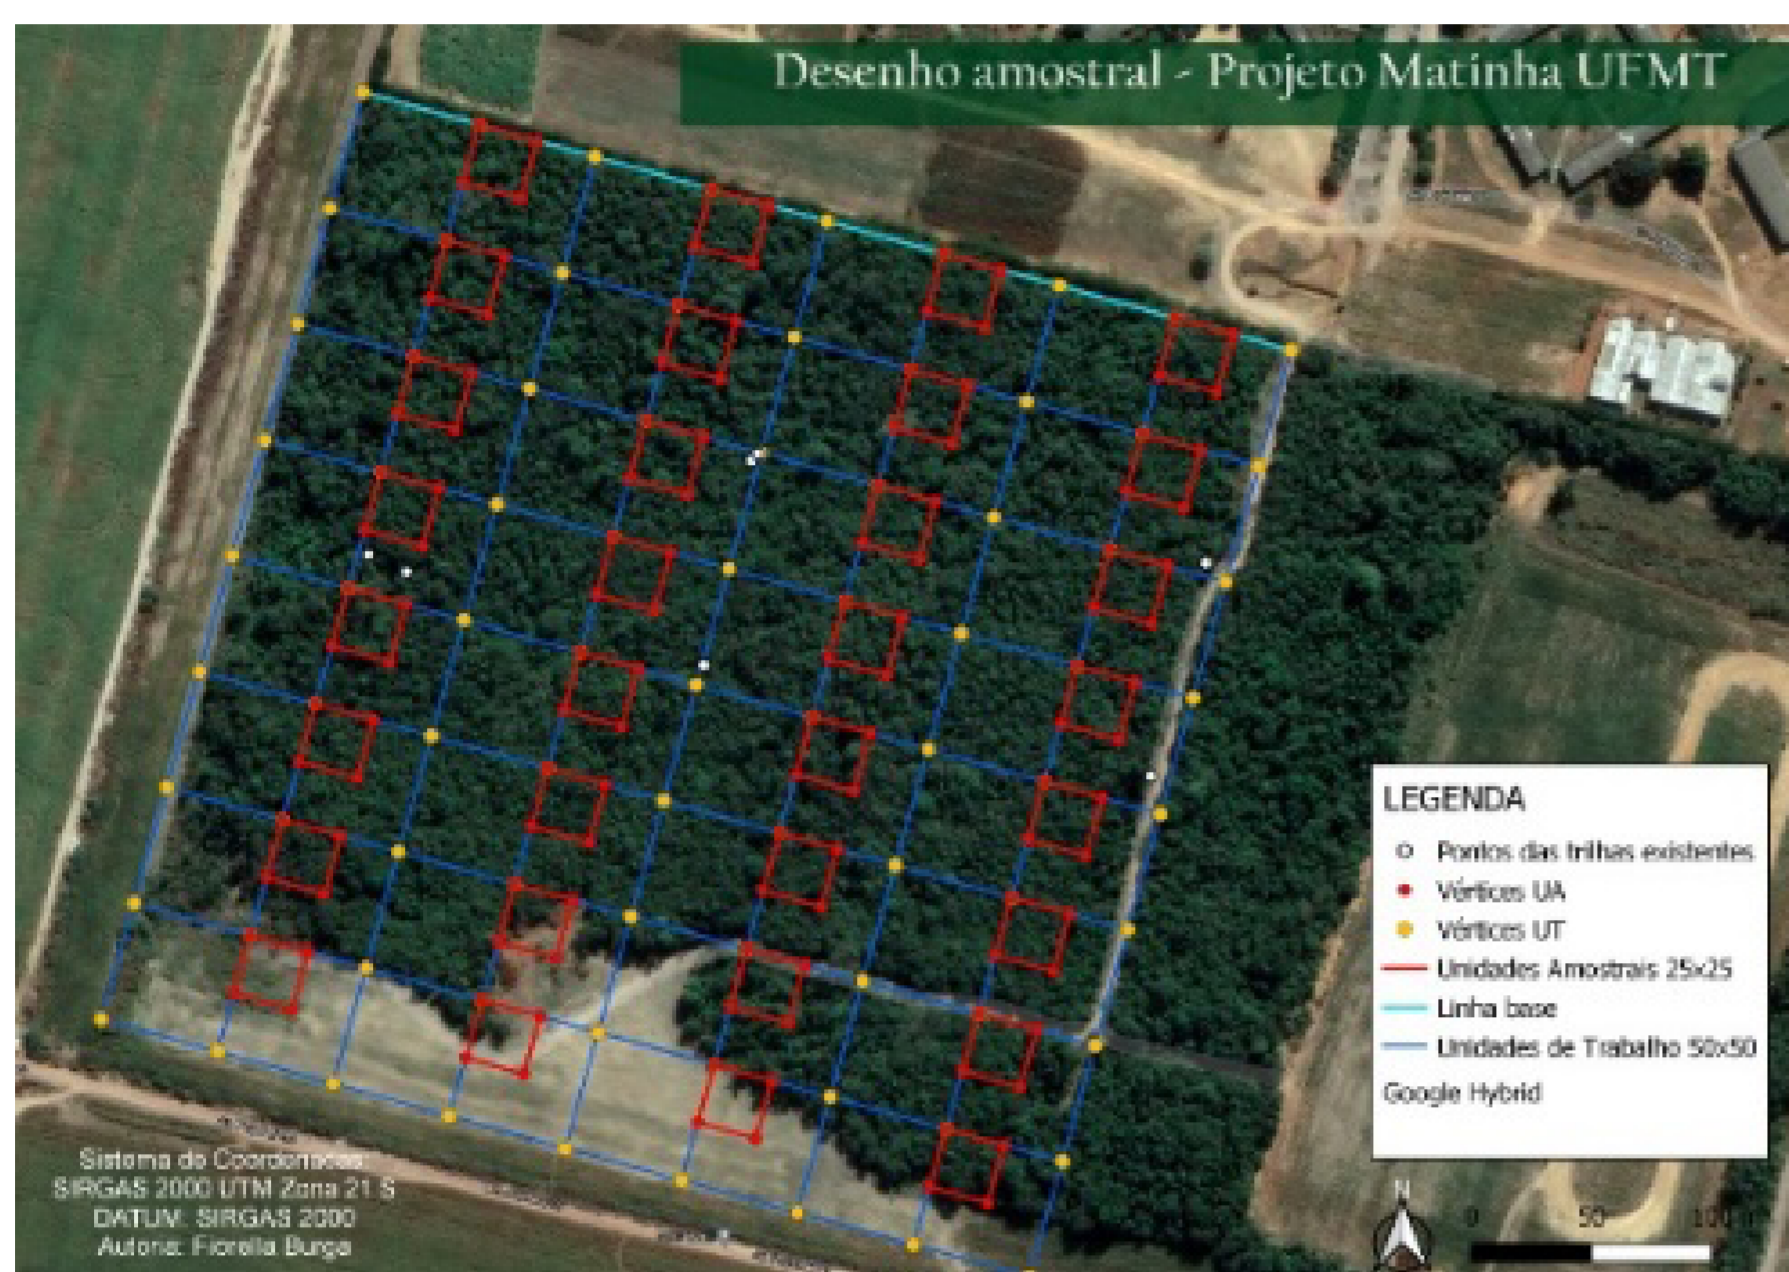 Desenho amostral - Projeto Matinha UFMT
LEGENDA
Pontos das trilhas existentes
Vértices UA
Vértices UT
Unidades Amostrais 25x25
Linha base
Unidades de Trabalho 50x50
Google Hybrid
Sistema de Coordenadas:
SIRGAS 2000 UTM Zona 21 S
DATUM: SIRGAS 2000
Autoria: Fiorella Burga
N
0 50 100 m